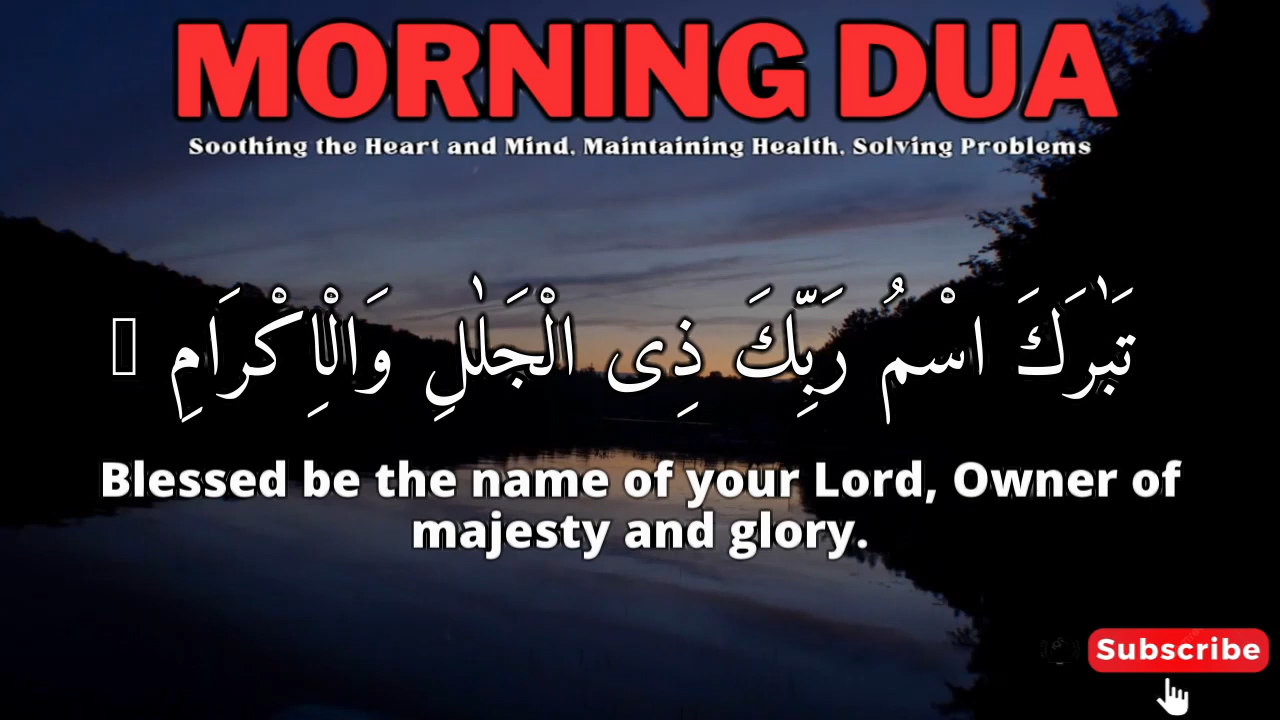 MORNING DUA
Soothing the Heart and Mind, Maintaining Health, Solving Problems
تَبٰرَكَ اسْمُ رَبِّكَ ذِى الْجَلٰلِ وَالْاِكْرَامِ
Blessed be the name of your Lord, Owner of
majesty and glory.
Subscribe